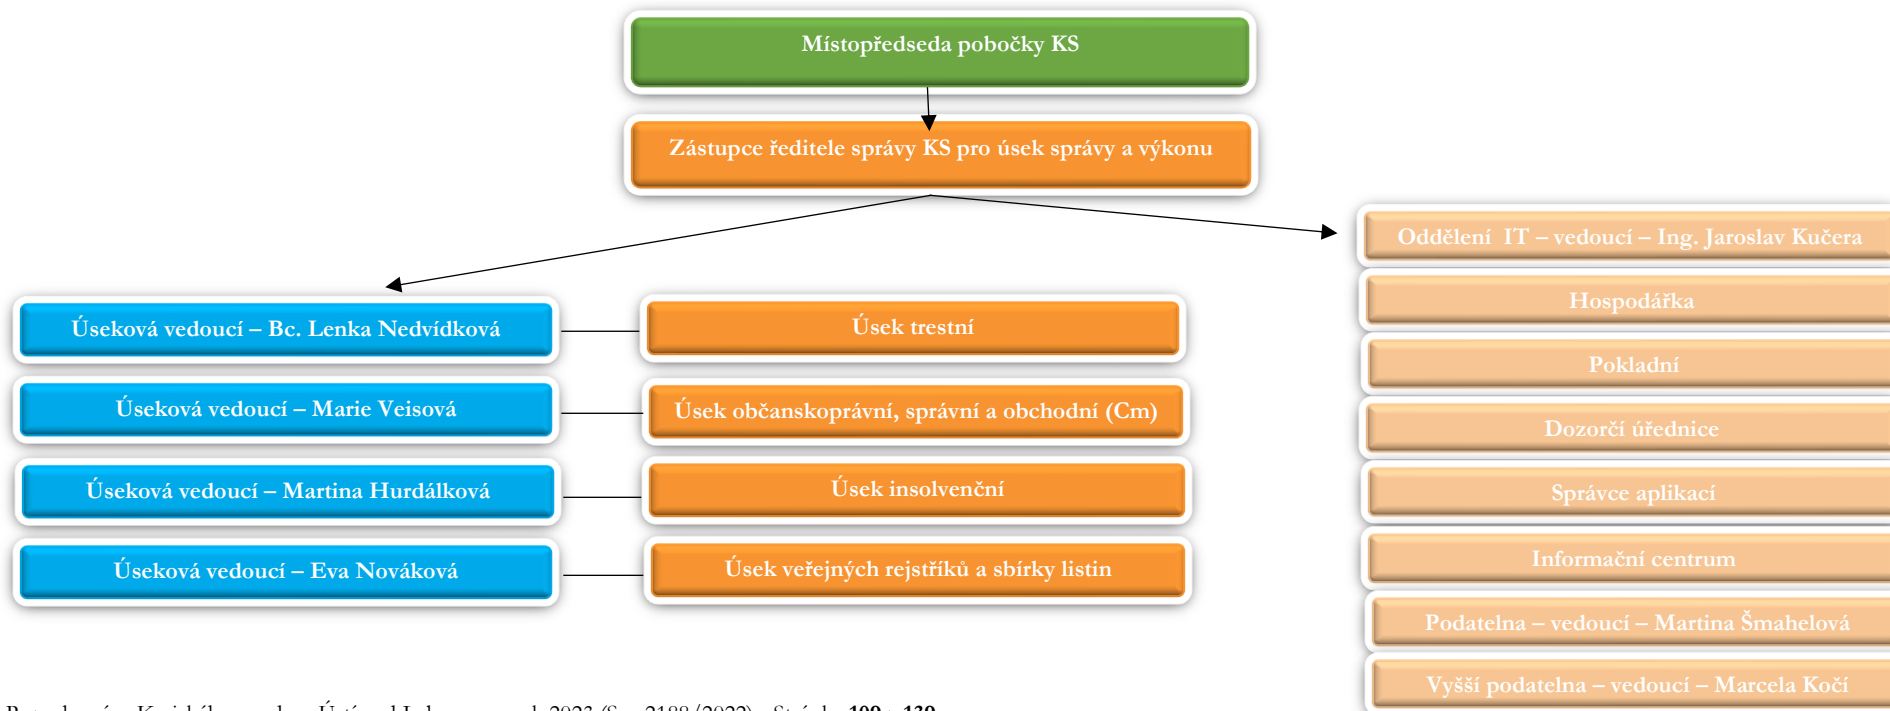 Místopředseda pobočky KS
Zástupce ředitele správy KS pro úsek správy a výkonu
Úseková vedoucí – Bc. Lenka Nedvídková
Úsek trestní
Úseková vedoucí – Marie Veisová
Úsek občanskoprávní, správní a obchodní (Cm)
Úseková vedoucí – Martina Hurdálková
Úsek insolvenční
Úseková vedoucí – Eva Nováková
Úsek veřejných rejstříků a sbírky listin
Oddělení IT – vedoucí – Ing. Jaroslav Kučera
Hospodářka
Pokladní
Dozorčí úřednice
Správce aplikací
Informační centrum
Podatelna – vedoucí – Martina Šmahelová
Vyšší podatelna – vedoucí – Marcela Kočí